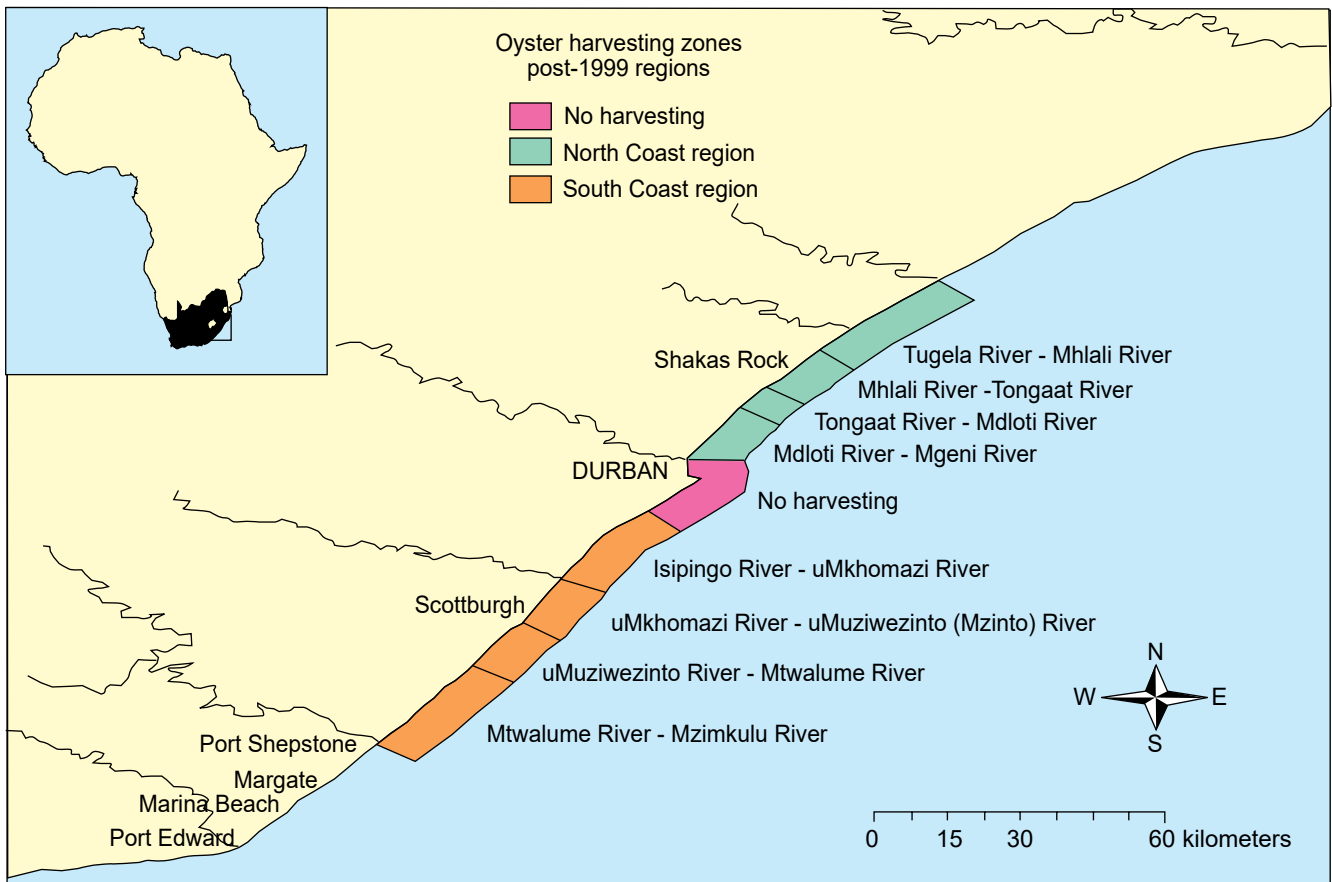 Oyster harvesting zones
post-1999 regions
No harvesting
North Coast region
South Coast region
Shakas Rock
Tugela River - Mhlali River
Mhlali River -Tongaat River
Tongaat River - Mdloti River
Mdloti River - Mgeni River
DURBAN
No harvesting
Isipingo River - uMkhomazi River
Scottburgh
uMkhomazi River - uMuziwezinto (Mzinto) River
uMuziwezinto River - Mtwalume River
Mtwalume River - Mzimkulu River
Port Shepstone
Margate
Marina Beach
Port Edward
N
W
E
S
0 15 30 60 kilometers